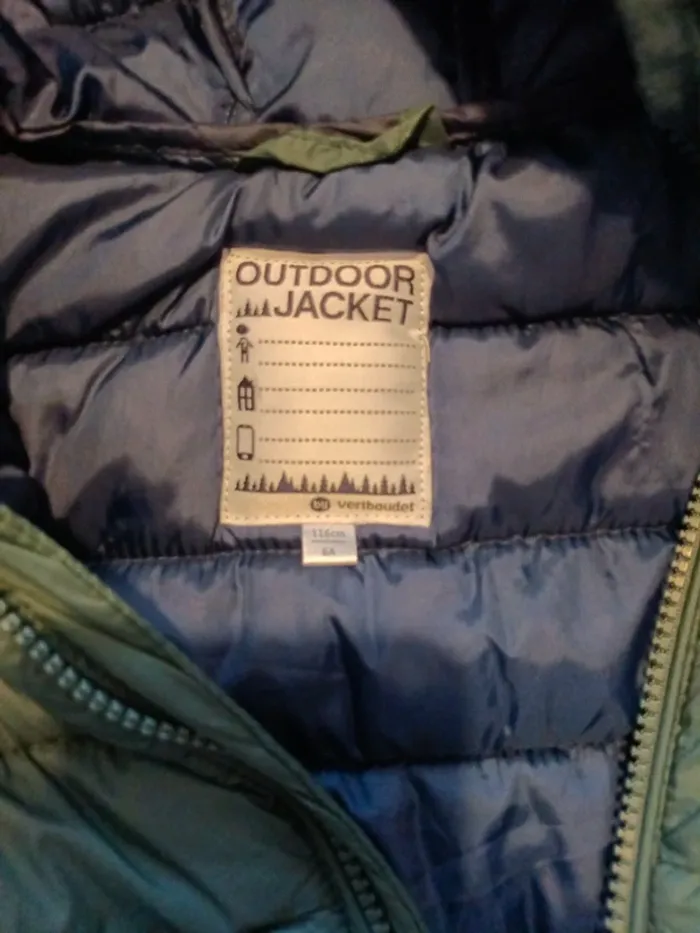 OUTDOOR
JACKET
vertbaudet
116cm
6A